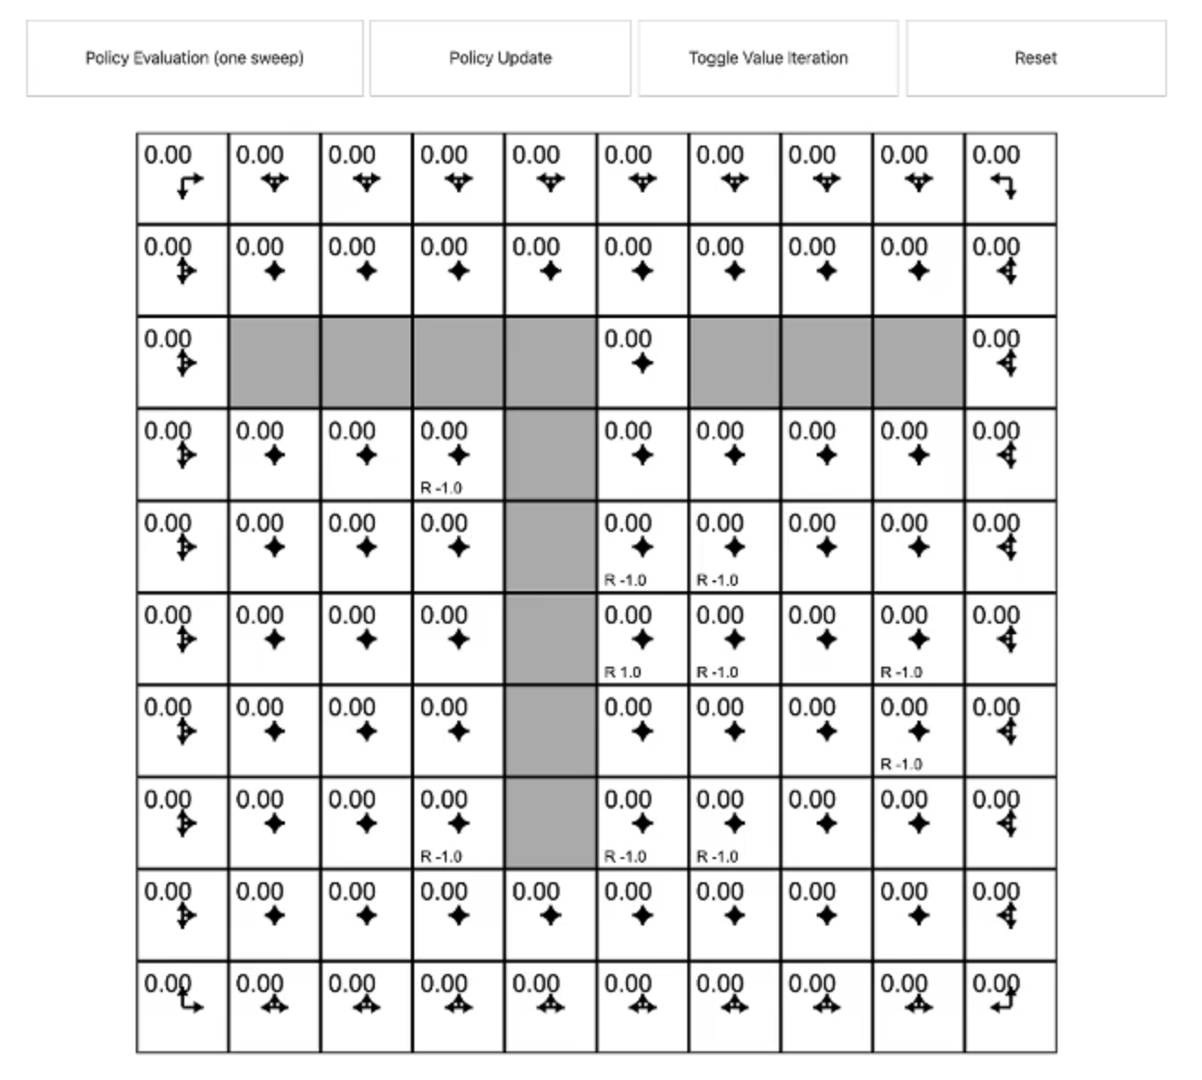 Policy Evaluation (one sweep) Policy Update Toggle Value Iteration Reset
0.00 0.00 0.00 0.00 0.00 0.00 0.00 0.00 0.00 0.00
0.00 0.00 0.00 0.00 0.00 0.00 0.00 0.00 0.00 0.00
0.00 0.00 0.00
0.00 0.00 0.00 0.00 0.00 0.00 0.00 0.00 0.00
R -1.0
0.00 0.00 0.00 0.00 0.00 0.00 0.00 0.00 0.00
R -1.0 R -1.0
0.00 0.00 0.00 0.00 0.00 0.00 0.00 0.00 0.00
R 1.0 R -1.0 R -1.0
0.00 0.00 0.00 0.00 0.00 0.00 0.00 0.00 0.00
R -1.0
0.00 0.00 0.00 0.00 0.00 0.00 0.00 0.00 0.00
R -1.0 R -1.0 R -1.0
0.00 0.00 0.00 0.00 0.00 0.00 0.00 0.00 0.00 0.00
0.00 0.00 0.00 0.00 0.00 0.00 0.00 0.00 0.00 0.00